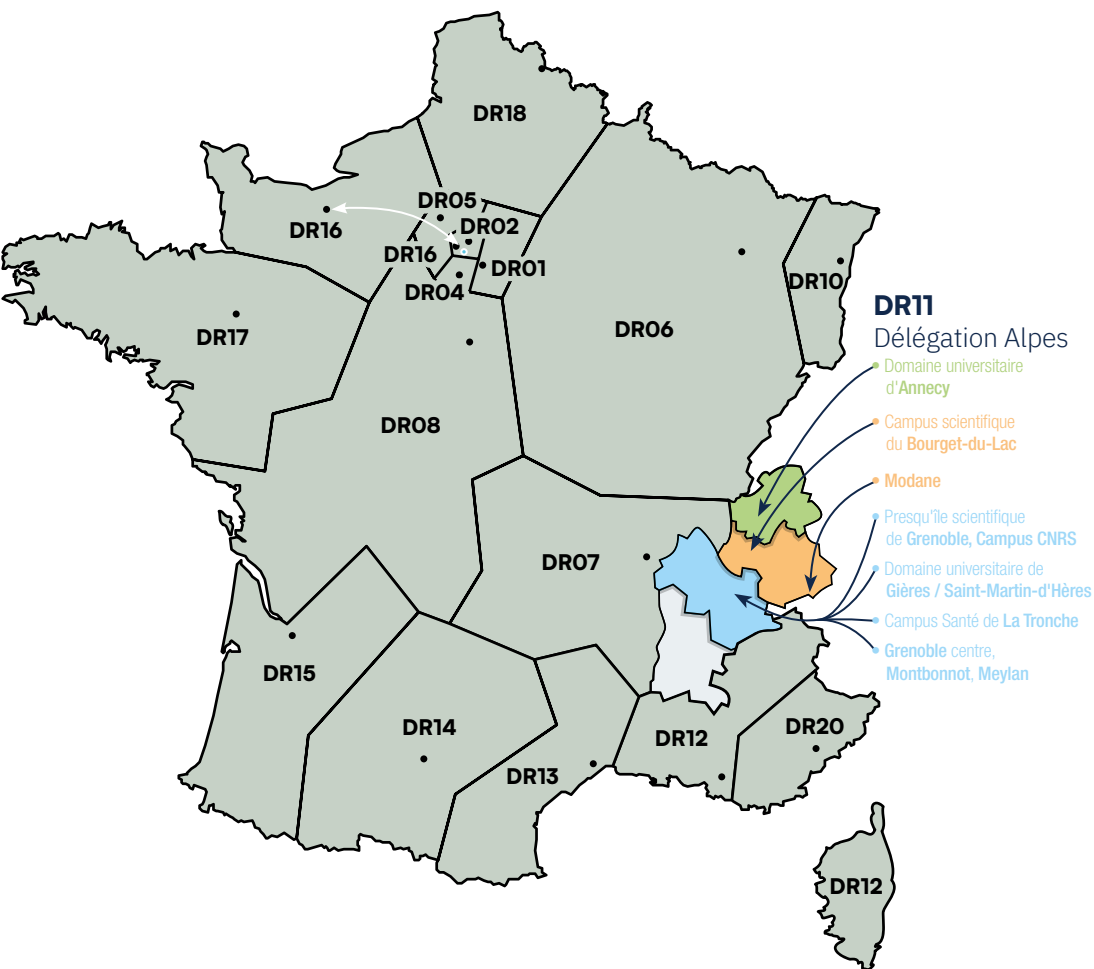 DR18
DR05
DR02
DR16
DR16
DR01
DR04
DR10
DR17
DR06
DR08
DR07
DR15
DR14
DR13
DR12
DR20
DR12
DR11
Délégation Alpes
Domaine universitaire
d'Annecy
Campus scientifique
du Bourget-du-Lac
Modane
Presqu'île scientifique
de Grenoble, Campus CNRS
Domaine universitaire de
Gières / Saint-Martin-d'Hères
Campus Santé de La Tronche
Grenoble centre,
Montbonnot, Meylan